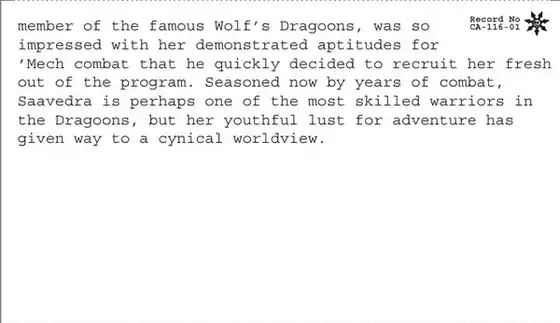 member of the famous Wolf’s Dragoons, was so
impressed with her demonstrated aptitudes for
’Mech combat that he quickly decided to recruit her fresh
out of the program. Seasoned now by years of combat,
Saavedra is perhaps one of the most skilled warriors in
the Dragoons, but her youthful lust for adventure has
given way to a cynical worldview.
Record No
CA-116-01